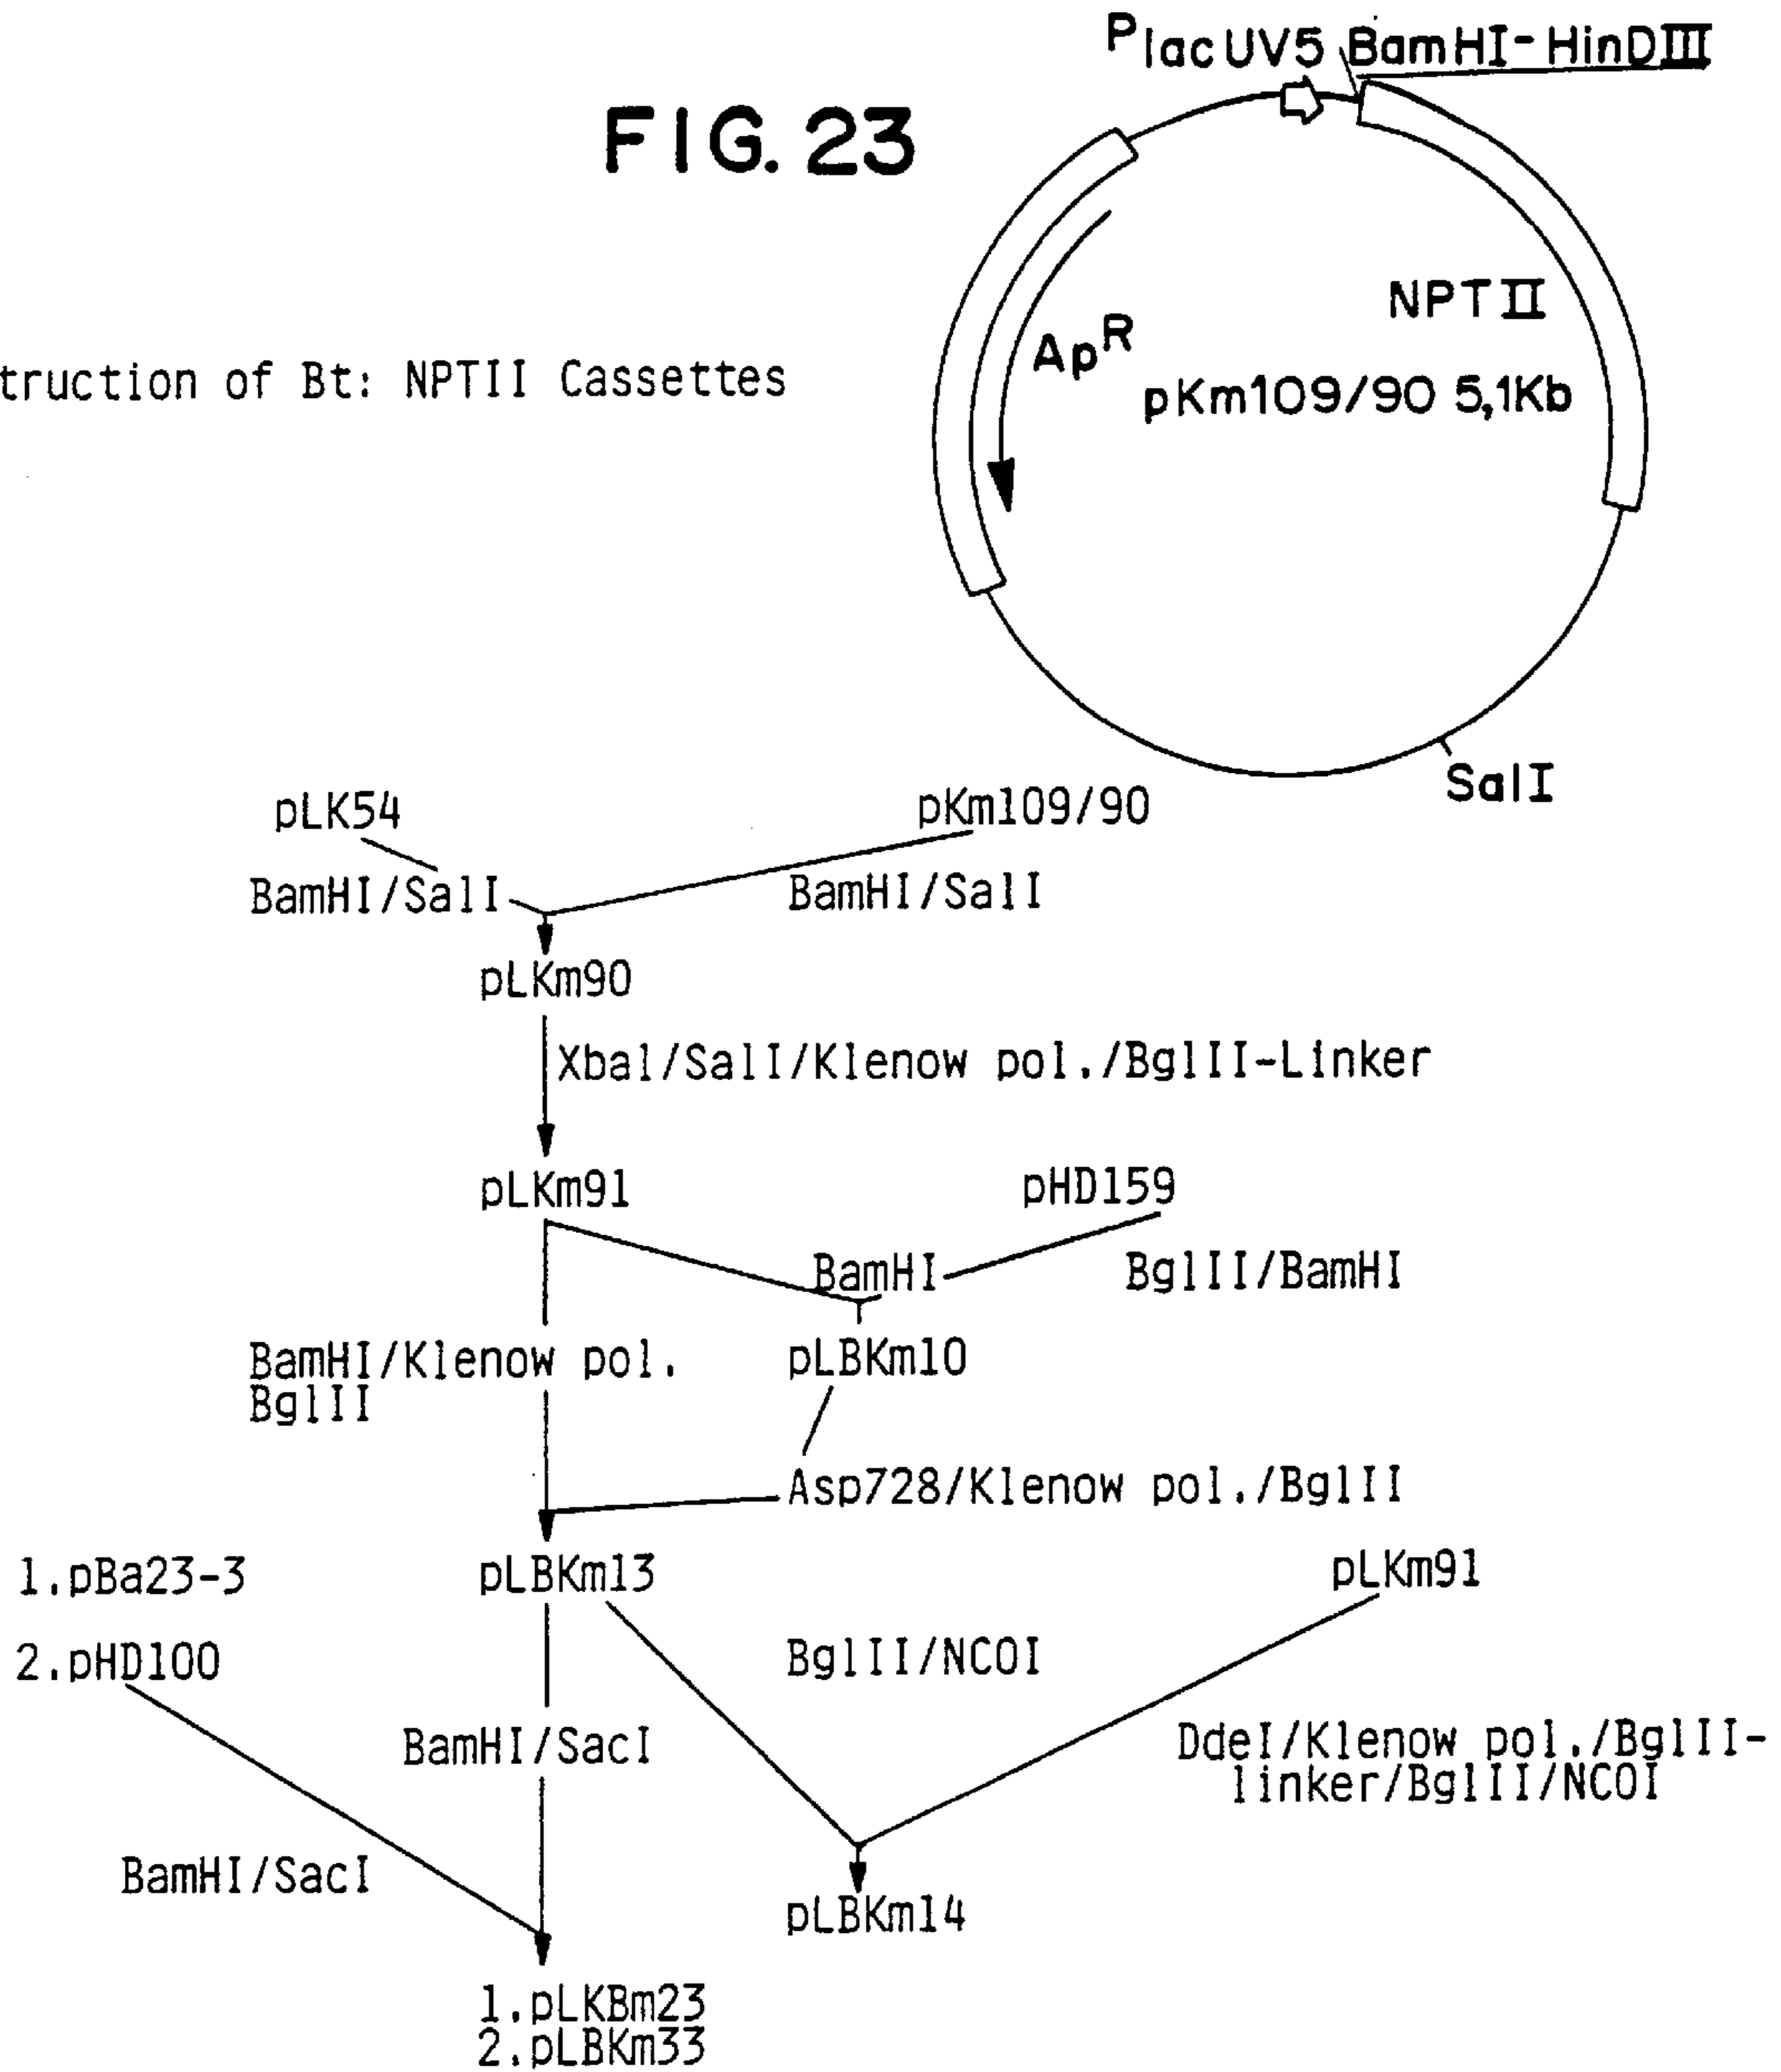 PlacUV5 BamHI-HinDIII
FIG. 23
NPTII
ApR
pKm109/90 5,1Kb
truction of Bt: NPTII Cassettes
SalI
pLK54
pKm109/90
BamHI/SalI
BamHI/SalI
pLKm90
Xbal/SalI/Klenow pol./BglII-Linker
pLKm91
pHD159
BamHI
BglII/BamHI
BamHI/Klenow pol.
BglII
pLBKm10
Asp728/Klenow pol./BglII
1.pBa23-3
pLBKm13
pLKm91
2.pHD100
BglII/NCOI
BamHI/SacI
DdeI/Klenow pol./BglII-
linker/BglII/NCOI
BamHI/SacI
pLBKm14
1.pLKBm23
2.pLBKm33